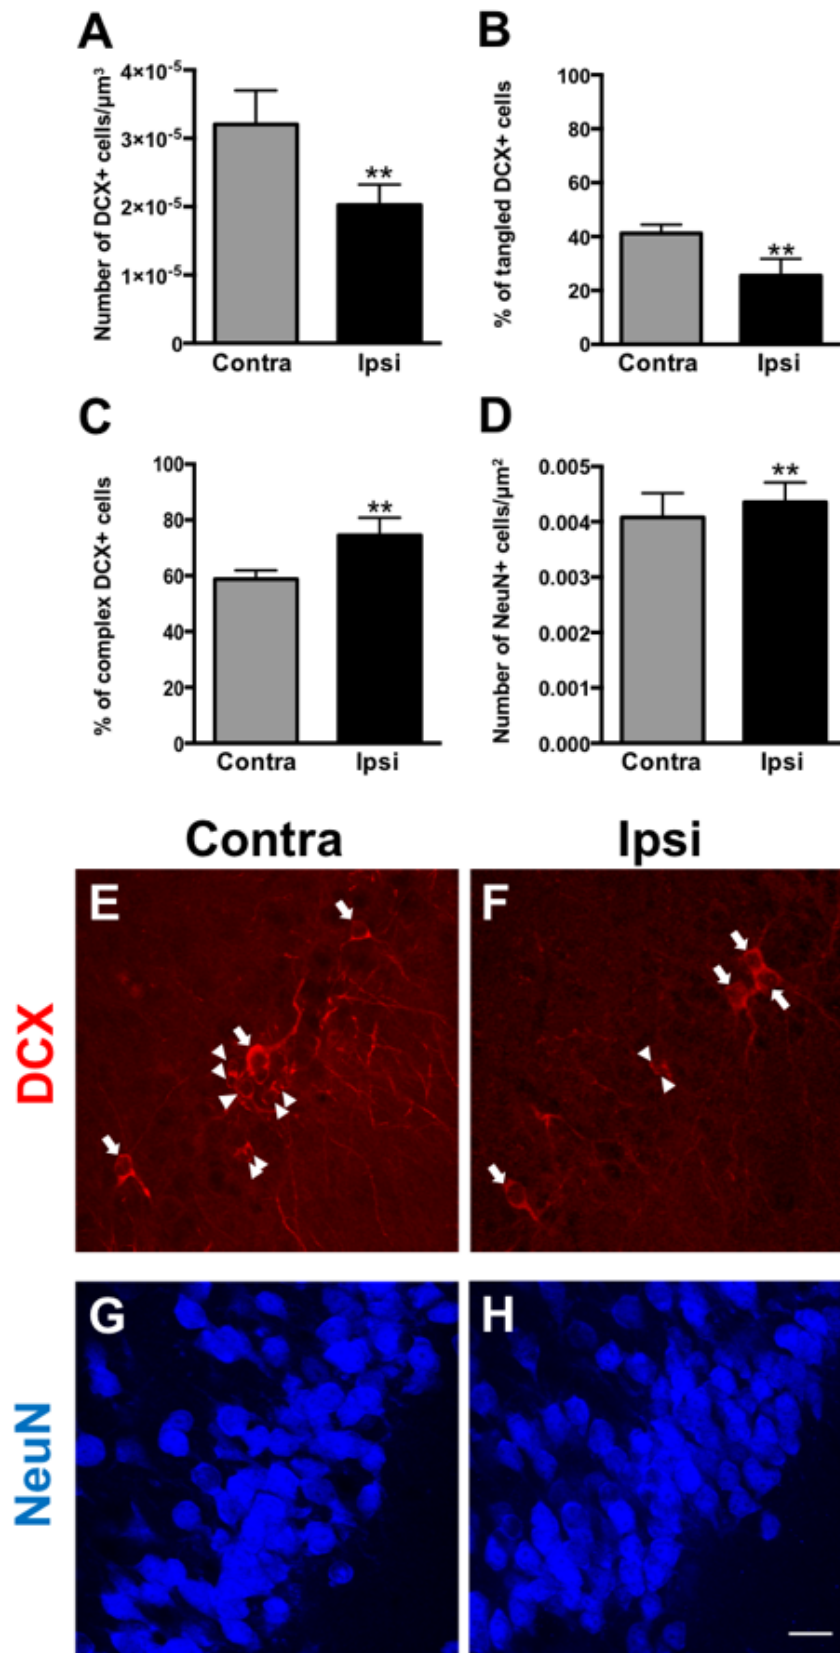 A
B
Number of DCX+ cells/µm³
4×10⁻⁵
3×10⁻⁵
2×10⁻⁵
1×10⁻⁵
0
**
Contra
Ipsi
% of tangled DCX+ cells
100
80
60
40
20
0
**
Contra
Ipsi
C
D
% of complex DCX+ cells
100
80
60
40
20
0
**
Contra
Ipsi
Number of NeuN+ cells/µm²
0.005
0.004
0.003
0.002
0.001
0.000
**
Contra
Ipsi
Contra
Ipsi
DCX
E
F
NeuN
G
H